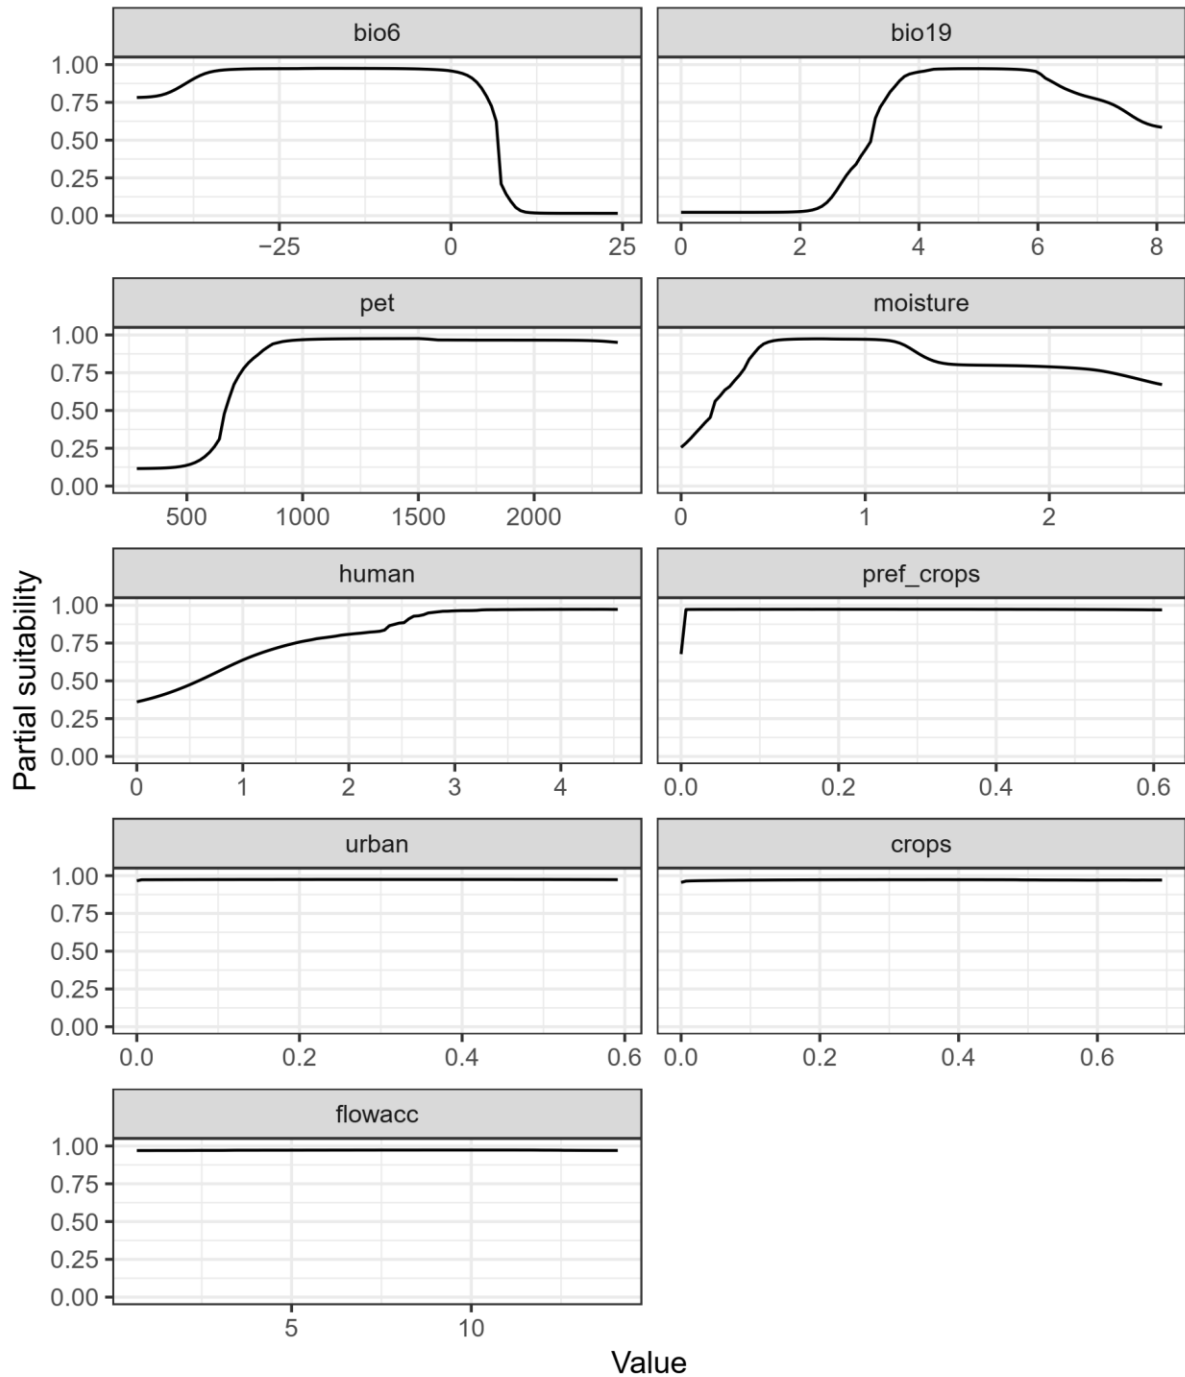 bio6 bio19
1.00
0.75
0.50
0.25
0.00
−25 0 25 0 2 4 6 8
pet moisture
1.00
0.75
0.50
0.25
0.00
500 1000 1500 2000 0 1 2
human pref_crops
1.00
0.75
0.50
0.25
0.00
0 1 2 3 4 0.0 0.2 0.4 0.6
urban crops
1.00
0.75
0.50
0.25
0.00
0.0 0.2 0.4 0.6 0.0 0.2 0.4 0.6
flowacc
1.00
0.75
0.50
0.25
0.00
5 10
Partial suitability
Value